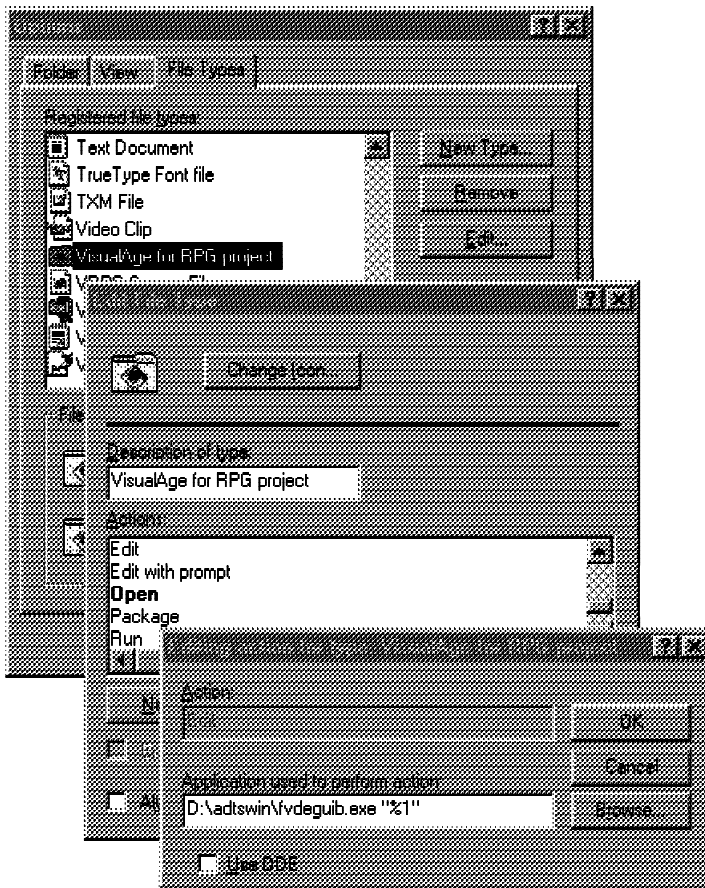 Folder View File Types
Registered file types:
Text Document
TrueType Font file
TXM File
Video Clip
VisualAge for RPG project
New Type...
Remove
Edit...
Change Icon...
Description of type:
VisualAge for RPG project
Actions:
Edit
Edit with prompt
Open
Package
Run
Action:
Application used to perform action:
D:\adtswin\fvdeguib.exe "%1"
Use DDE
OK
Cancel
Browse...